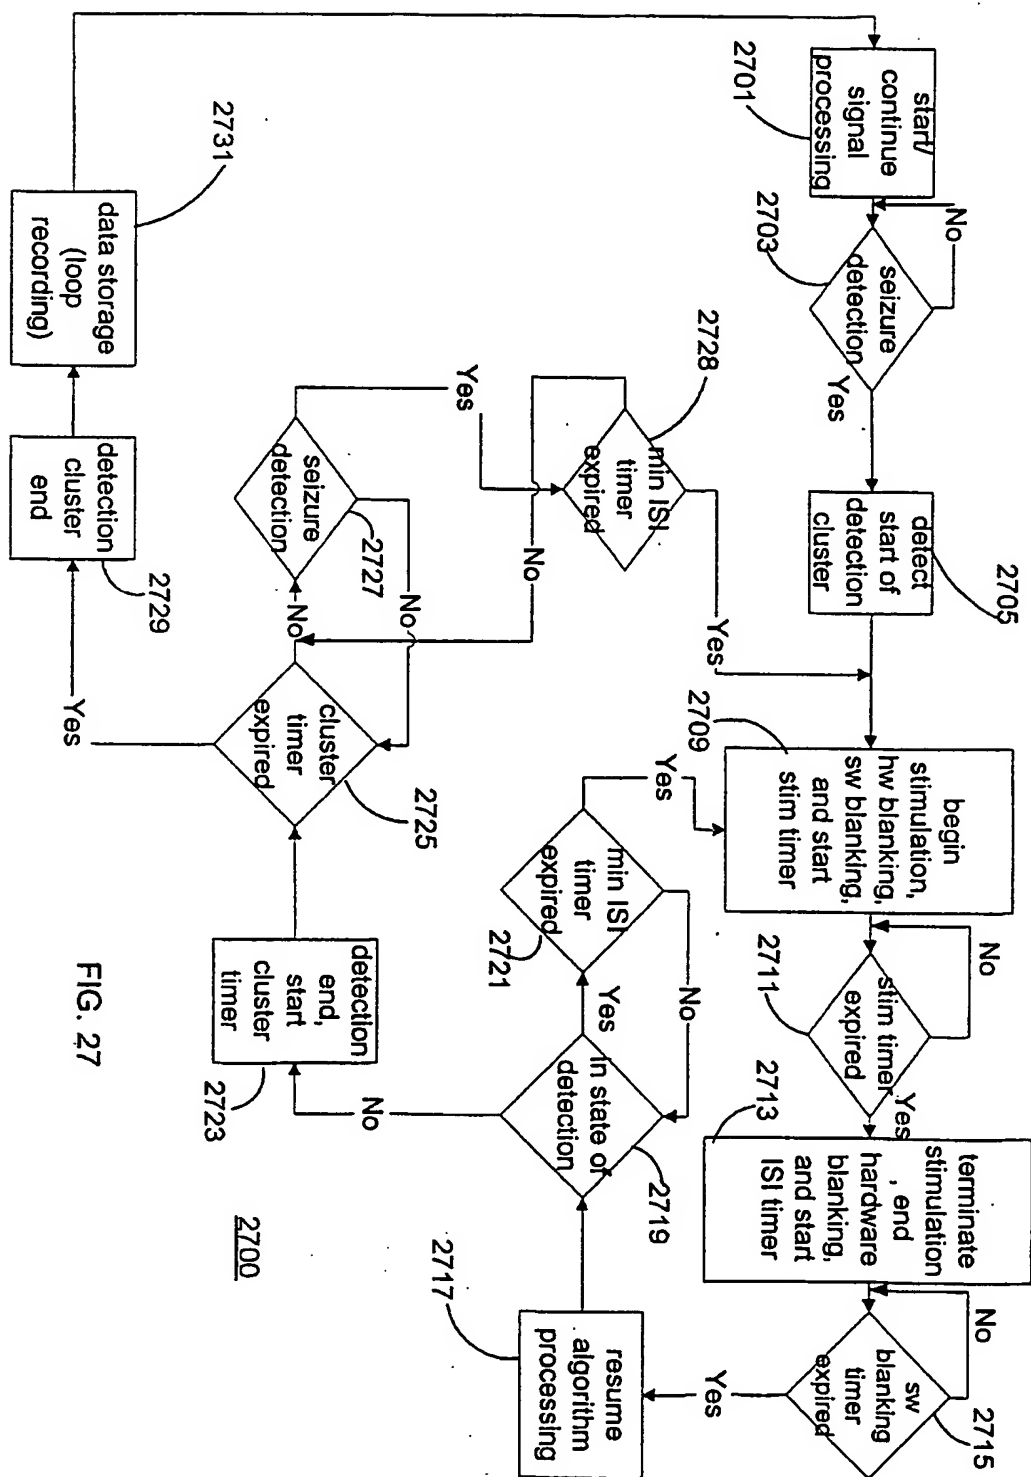 start/
continue
signal
processing
2701
No
seizure
detection
2703
Yes
detect
start of
detection
cluster
2705
begin
stimulation,
hw blanking,
sw blanking,
and start
stim timer
2709
No
stim timer
expired
2711
Yes
terminate
stimulation
, end
hardware
blanking,
and start
ISI timer
2713
No
sw
blanking
timer
expired
2715
Yes
resume
algorithm
processing
2717
in state of
detection
2719
Yes
No
min ISI
timer
expired
2721
Yes
No
detection
end,
start
cluster
timer
2723
cluster
timer
expired
2725
No
Yes
seizure
detection
2727
No
Yes
min ISI
timer
expired
2728
No
Yes
detection
cluster
end
2729
data storage
(loop
recording)
2731
2700
FIG. 27